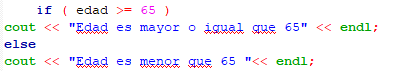 if ( edad >= 65 )
cout << "Edad es mayor o igual que 65" << endl;
else
cout << "Edad es menor que 65 "<< endl;